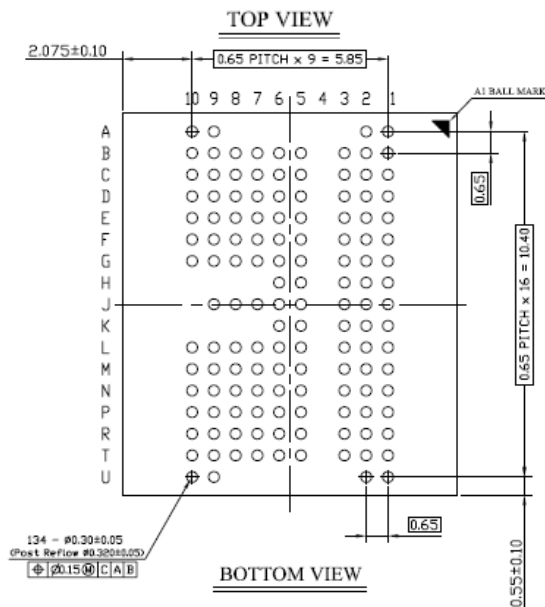 TOP VIEW
2.075±0.10
0.65 PITCH x 9 = 5.85
10 9 8 7 6 5 4 3 2 1
A1 BALL MARK
A
B
C
D
E
F
G
H
J
K
L
M
N
P
R
T
U
0.65
0.65 PITCH x 16 = 10.40
0.65
0.55±0.10
134 - Ø0.30±0.05
(Post Reflow Ø0.320±0.05)
⌖ Ø0.15Ⓜ C A B
BOTTOM VIEW